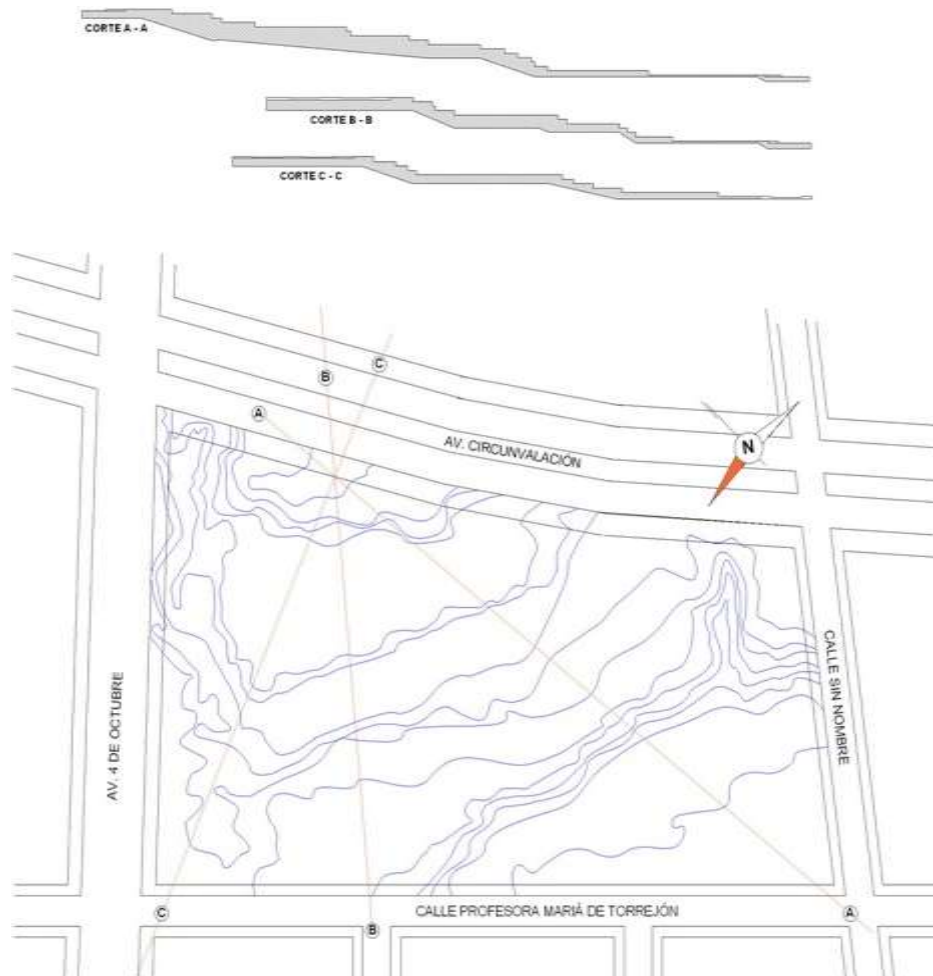 CORTE A - A
CORTE B - B
CORTE C - C
C
B
A
AV. CIRCUNVALACIÓN
N
AV. 4 DE OCTUBRE
CALLE SIN NOMBRE
C
B
CALLE PROFESORA MARIÁ DE TORREJÓN
A